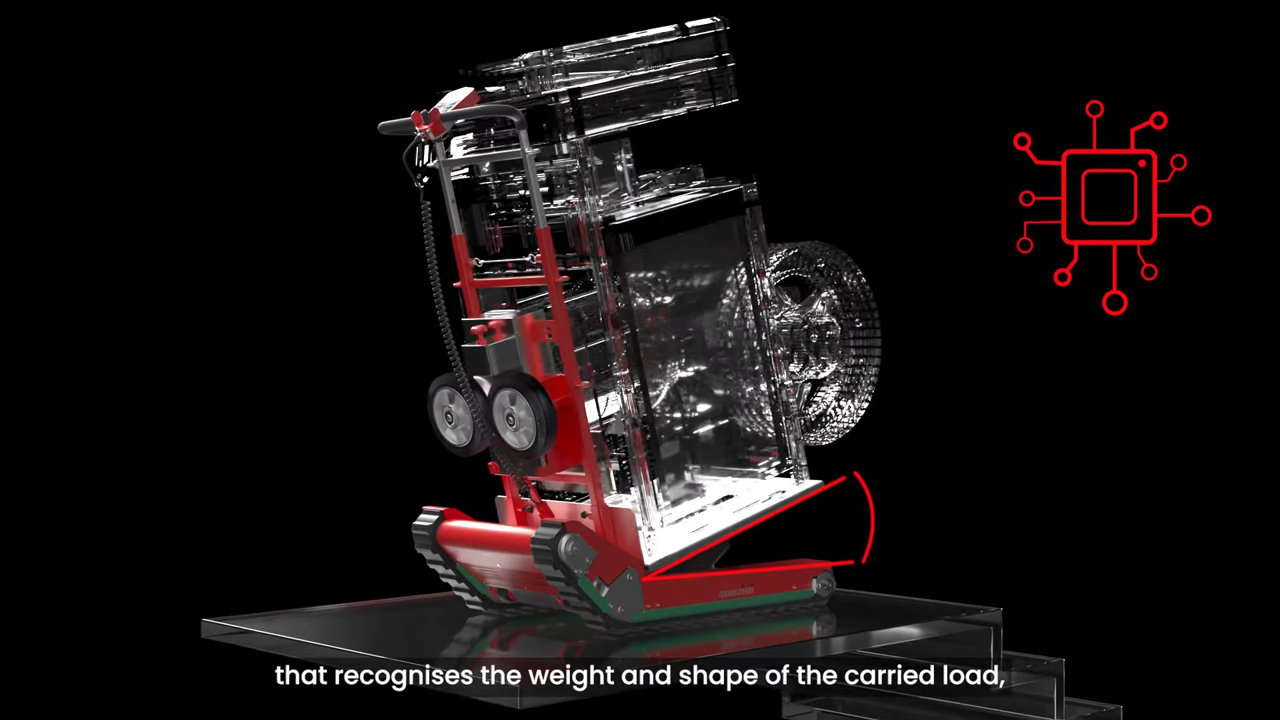 that recognises the weight and shape of the carried load,